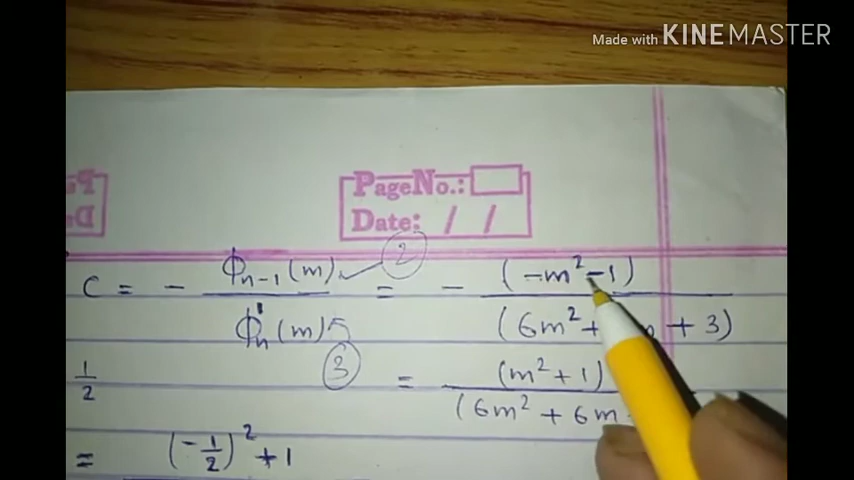 Made with KINEMASTER
PageNo.:
Date: / /
C = - ϕn-1(m) / ϕ'n(m) = - (-m² - 1) / (6m² + + 3)
2
3
1/2
= (m² + 1) / (6m² + 6m
= (-1/2)² + 1